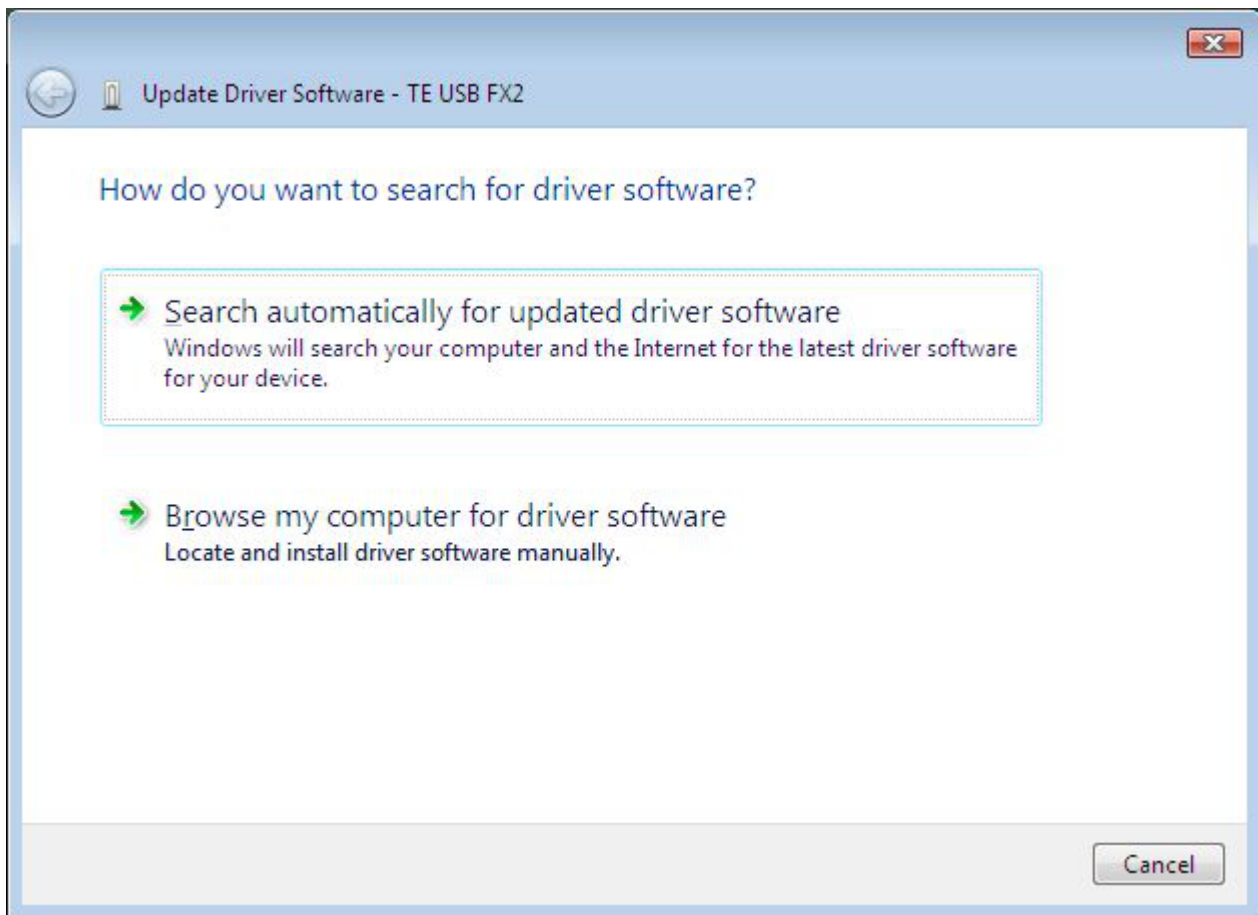 Update Driver Software - TE USB FX2
How do you want to search for driver software?
Search automatically for updated driver software
Windows will search your computer and the Internet for the latest driver software
for your device.
Browse my computer for driver software
Locate and install driver software manually.
Cancel